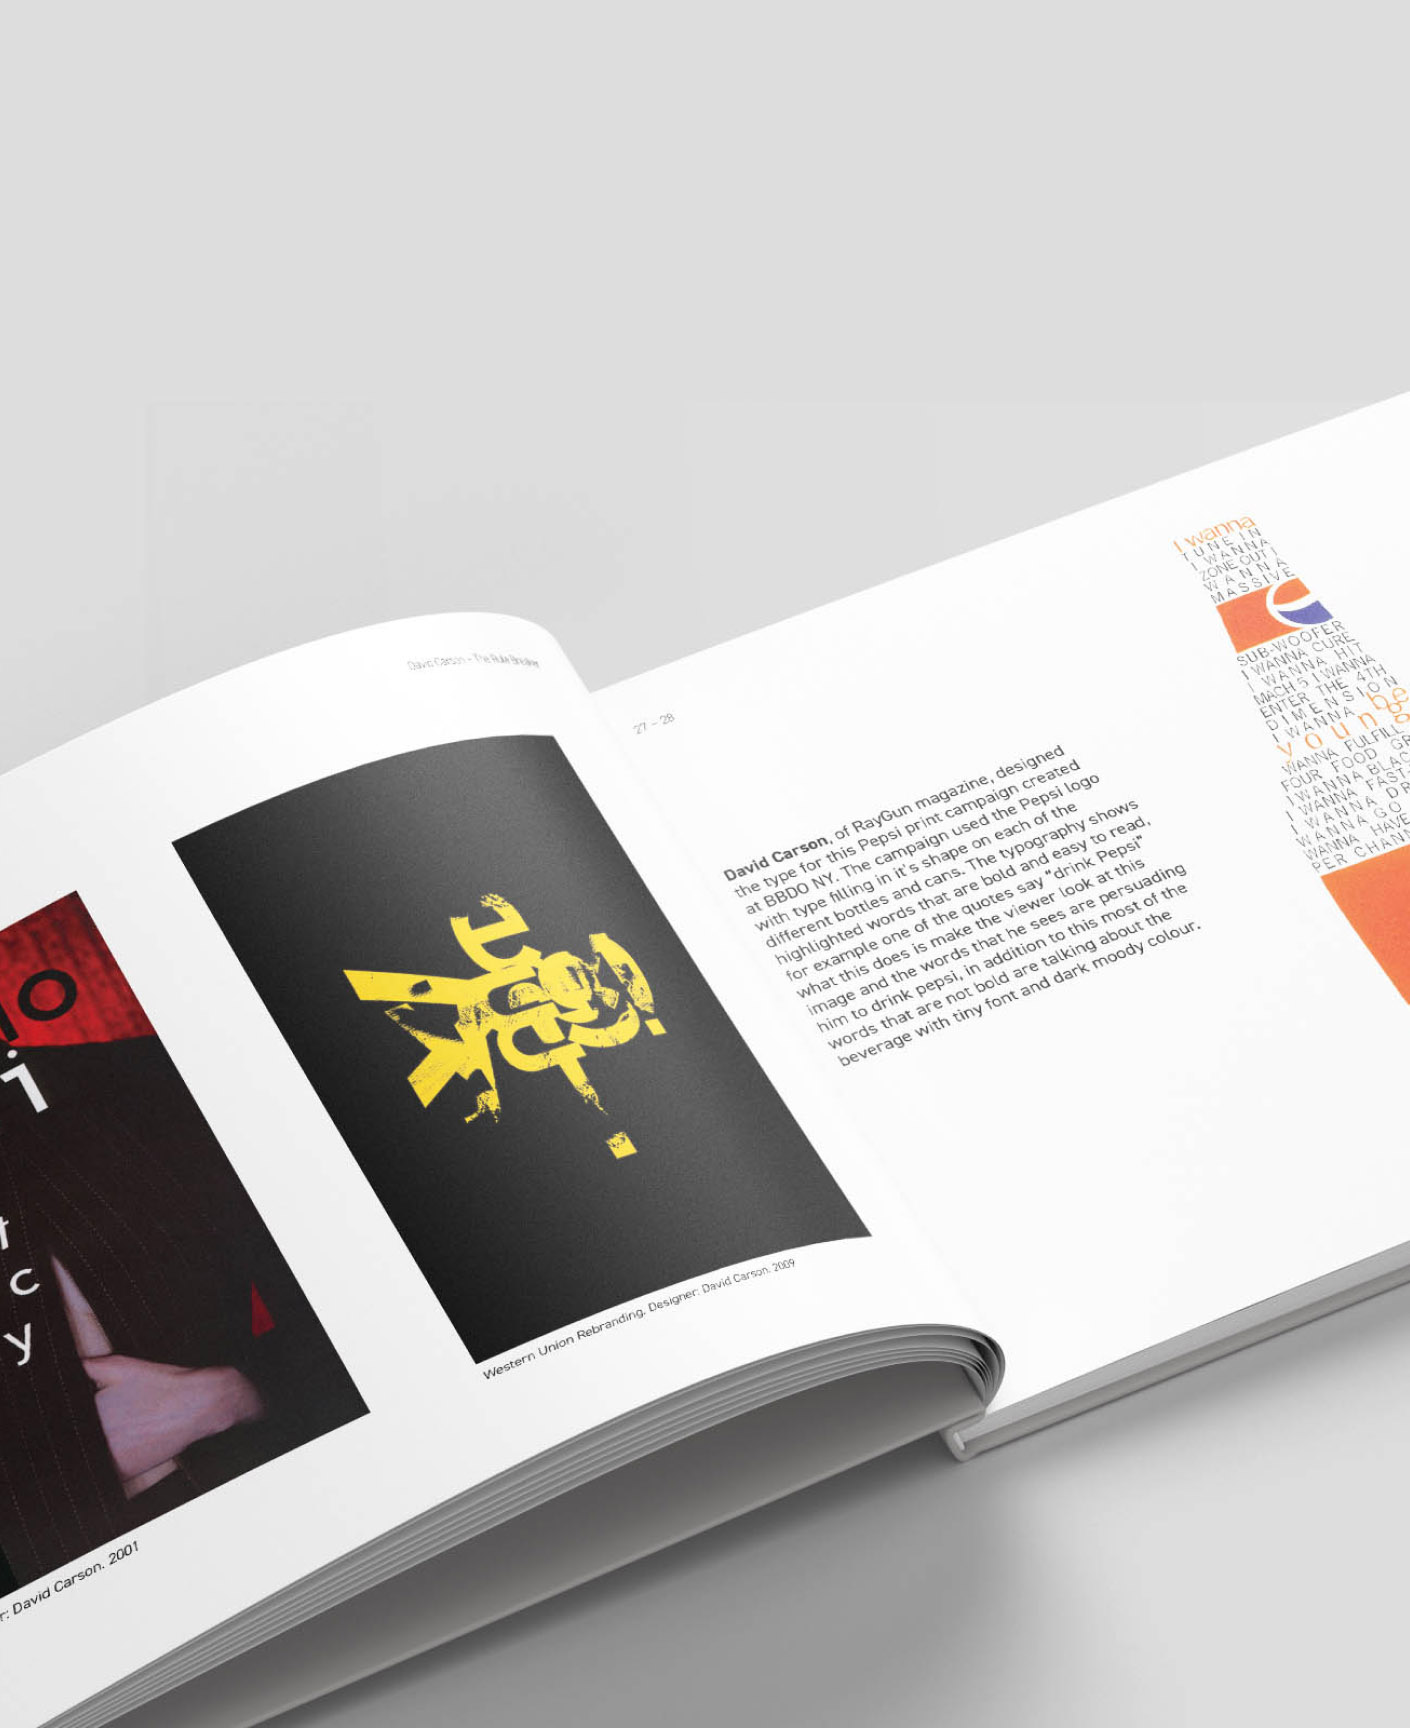 David Carson - The Rule Breaker
io
i
t
c
y
r: David Carson. 2001
Western Union Rebranding. Designer: David Carson. 2009
27 - 28
David Carson, of RayGun magazine, designed
the type for this Pepsi print campaign created
at BBDO NY. The campaign used the Pepsi logo
with type filling in it's shape on each of the
different bottles and cans. The typography shows
highlighted words that are bold and easy to read,
for example one of the quotes say "drink Pepsi"
what this does is make the viewer look at this
image and the words that he sees are persuading
him to drink pepsi, in addition to this most of the
words that are not bold are talking about the
beverage with tiny font and dark moody colour.
I wanna
TUNE IN
I WANNA
ZONE OUT I
WANNA
MASSIVE
SUB-WOOFER
I WANNA CURE
I WANNA HIT
MACH 5 I WANNA
ENTER THE 4TH
DIMENSION
I WANNA be
young
WANNA FULFILL
FOUR FOOD GR
I WANNA BLAC
I WANNA FAST-
I WANNA DR
WANNA GO
WANNA HAVE
PER CHANN